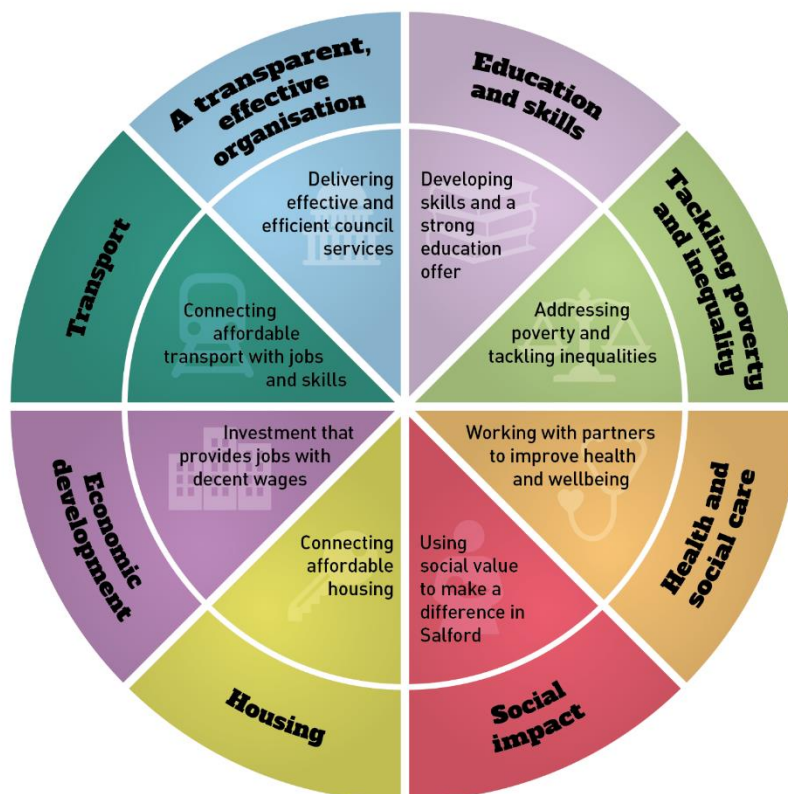 A transparent,
effective
organisation
Delivering
effective and
efficient council
services
Education
and skills
Developing
skills and a
strong
education
offer
Tackling poverty
and inequality
Addressing
poverty and
tackling inequalities
Health and
social care
Working with partners
to improve health
and wellbeing
Social
impact
Using
social value
to make a
difference in
Salford
Housing
Connecting
affordable
housing
Economic
development
Investment that
provides jobs with
decent wages
Transport
Connecting
affordable
transport with jobs
and skills